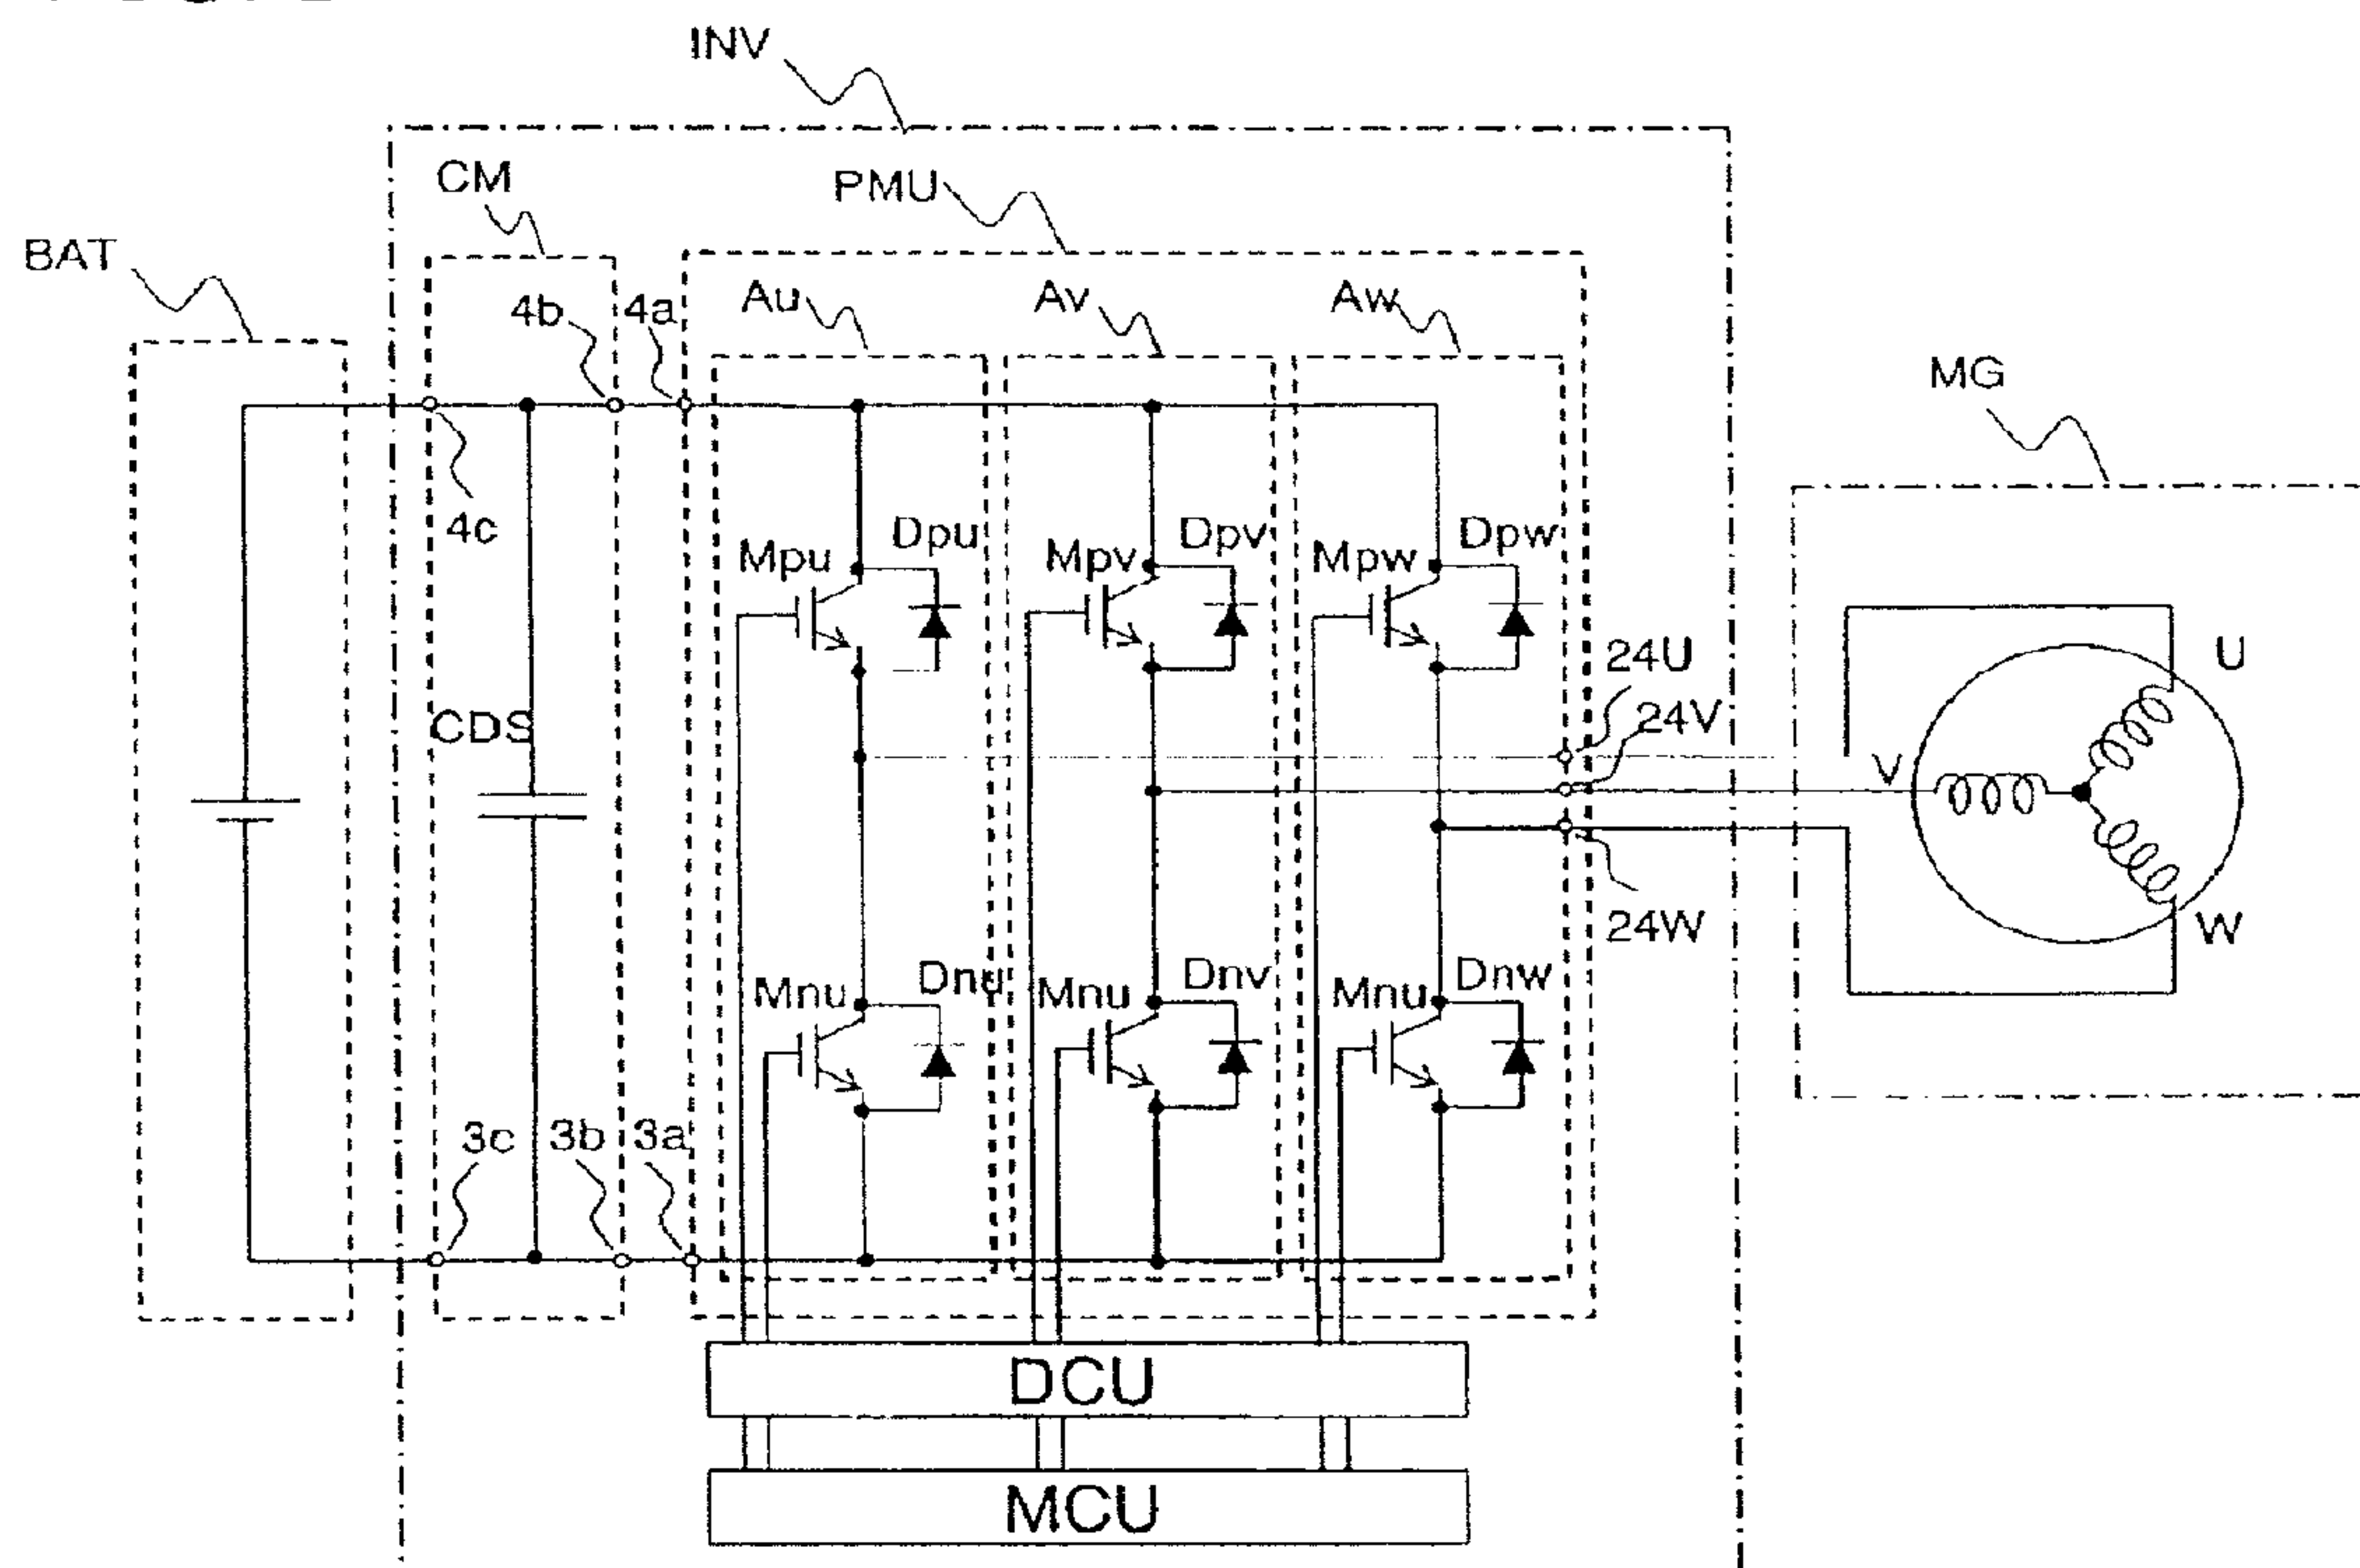 INV
CM
PMU
BAT
Au
Av
Aw
4b
4a
MG
4c
Mpu
Dpu
Mpv
Dpv
Mpw
Dpw
24U
U
CDS
24V
V
24W
W
Mnu
Dnu
Mnu
Dnv
Mnu
Dnw
3c
3b
3a
DCU
MCU